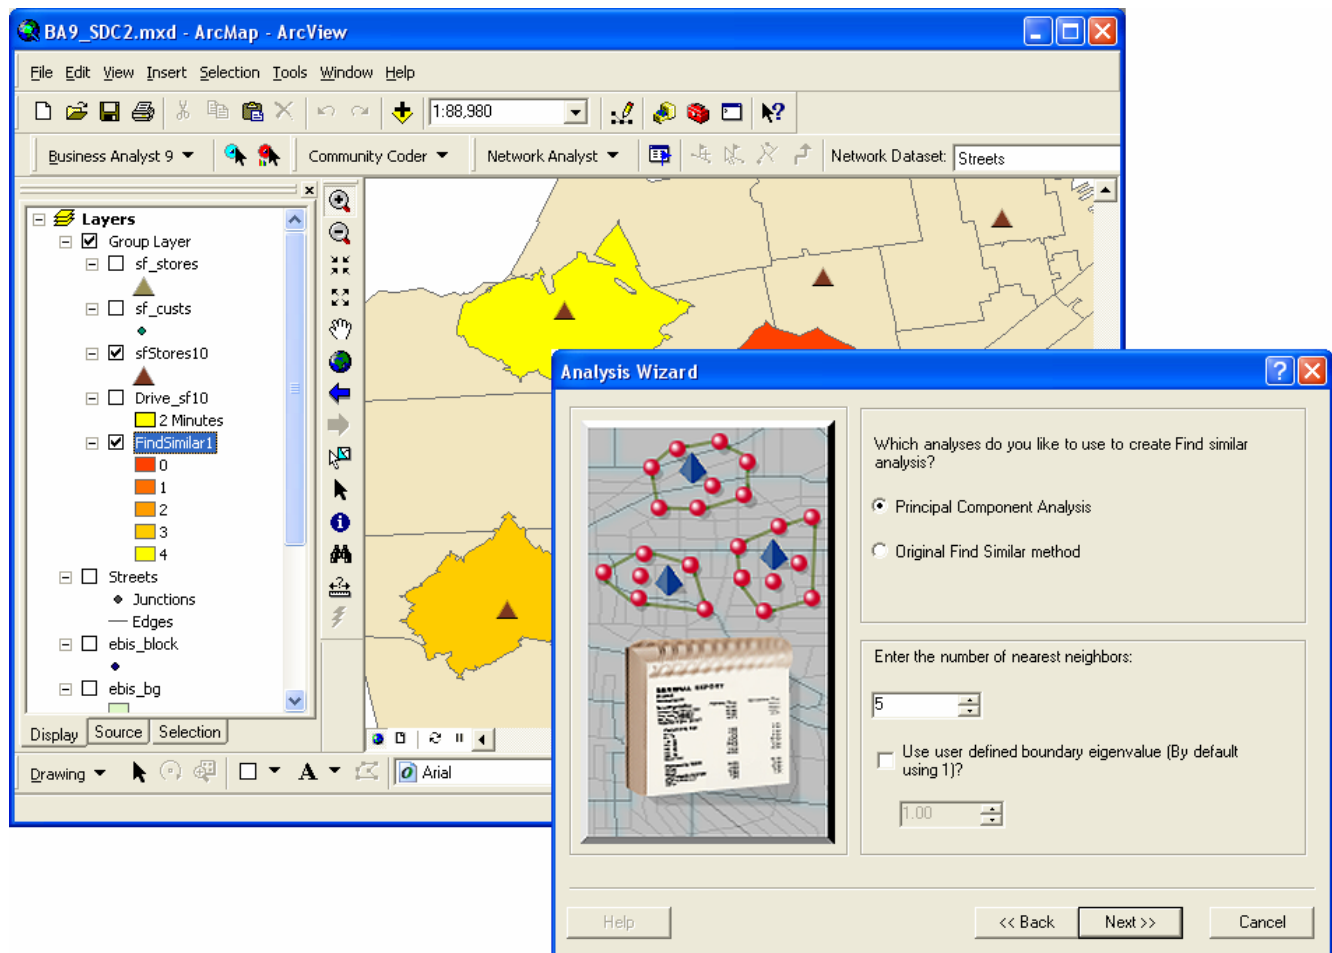 BA9_SDC2.mxd - ArcMap - ArcView
File Edit View Insert Selection Tools Window Help
1:88,980
Business Analyst 9 Community Coder Network Analyst Network Dataset: Streets
Layers
Group Layer
sf_stores
sf_custs
sfStores10
Drive_sf10
2 Minutes
FindSimilar1
0
1
2
3
4
Streets
Junctions
Edges
ebis_block
ebis_bg
Display Source Selection
Drawing A Arial
Analysis Wizard
Which analyses do you like to use to create Find similar
analysis?
Principal Component Analysis
Original Find Similar method
Enter the number of nearest neighbors:
5
Use user defined boundary eigenvalue (By default
using 1)?
1.00
Help << Back Next >> Cancel